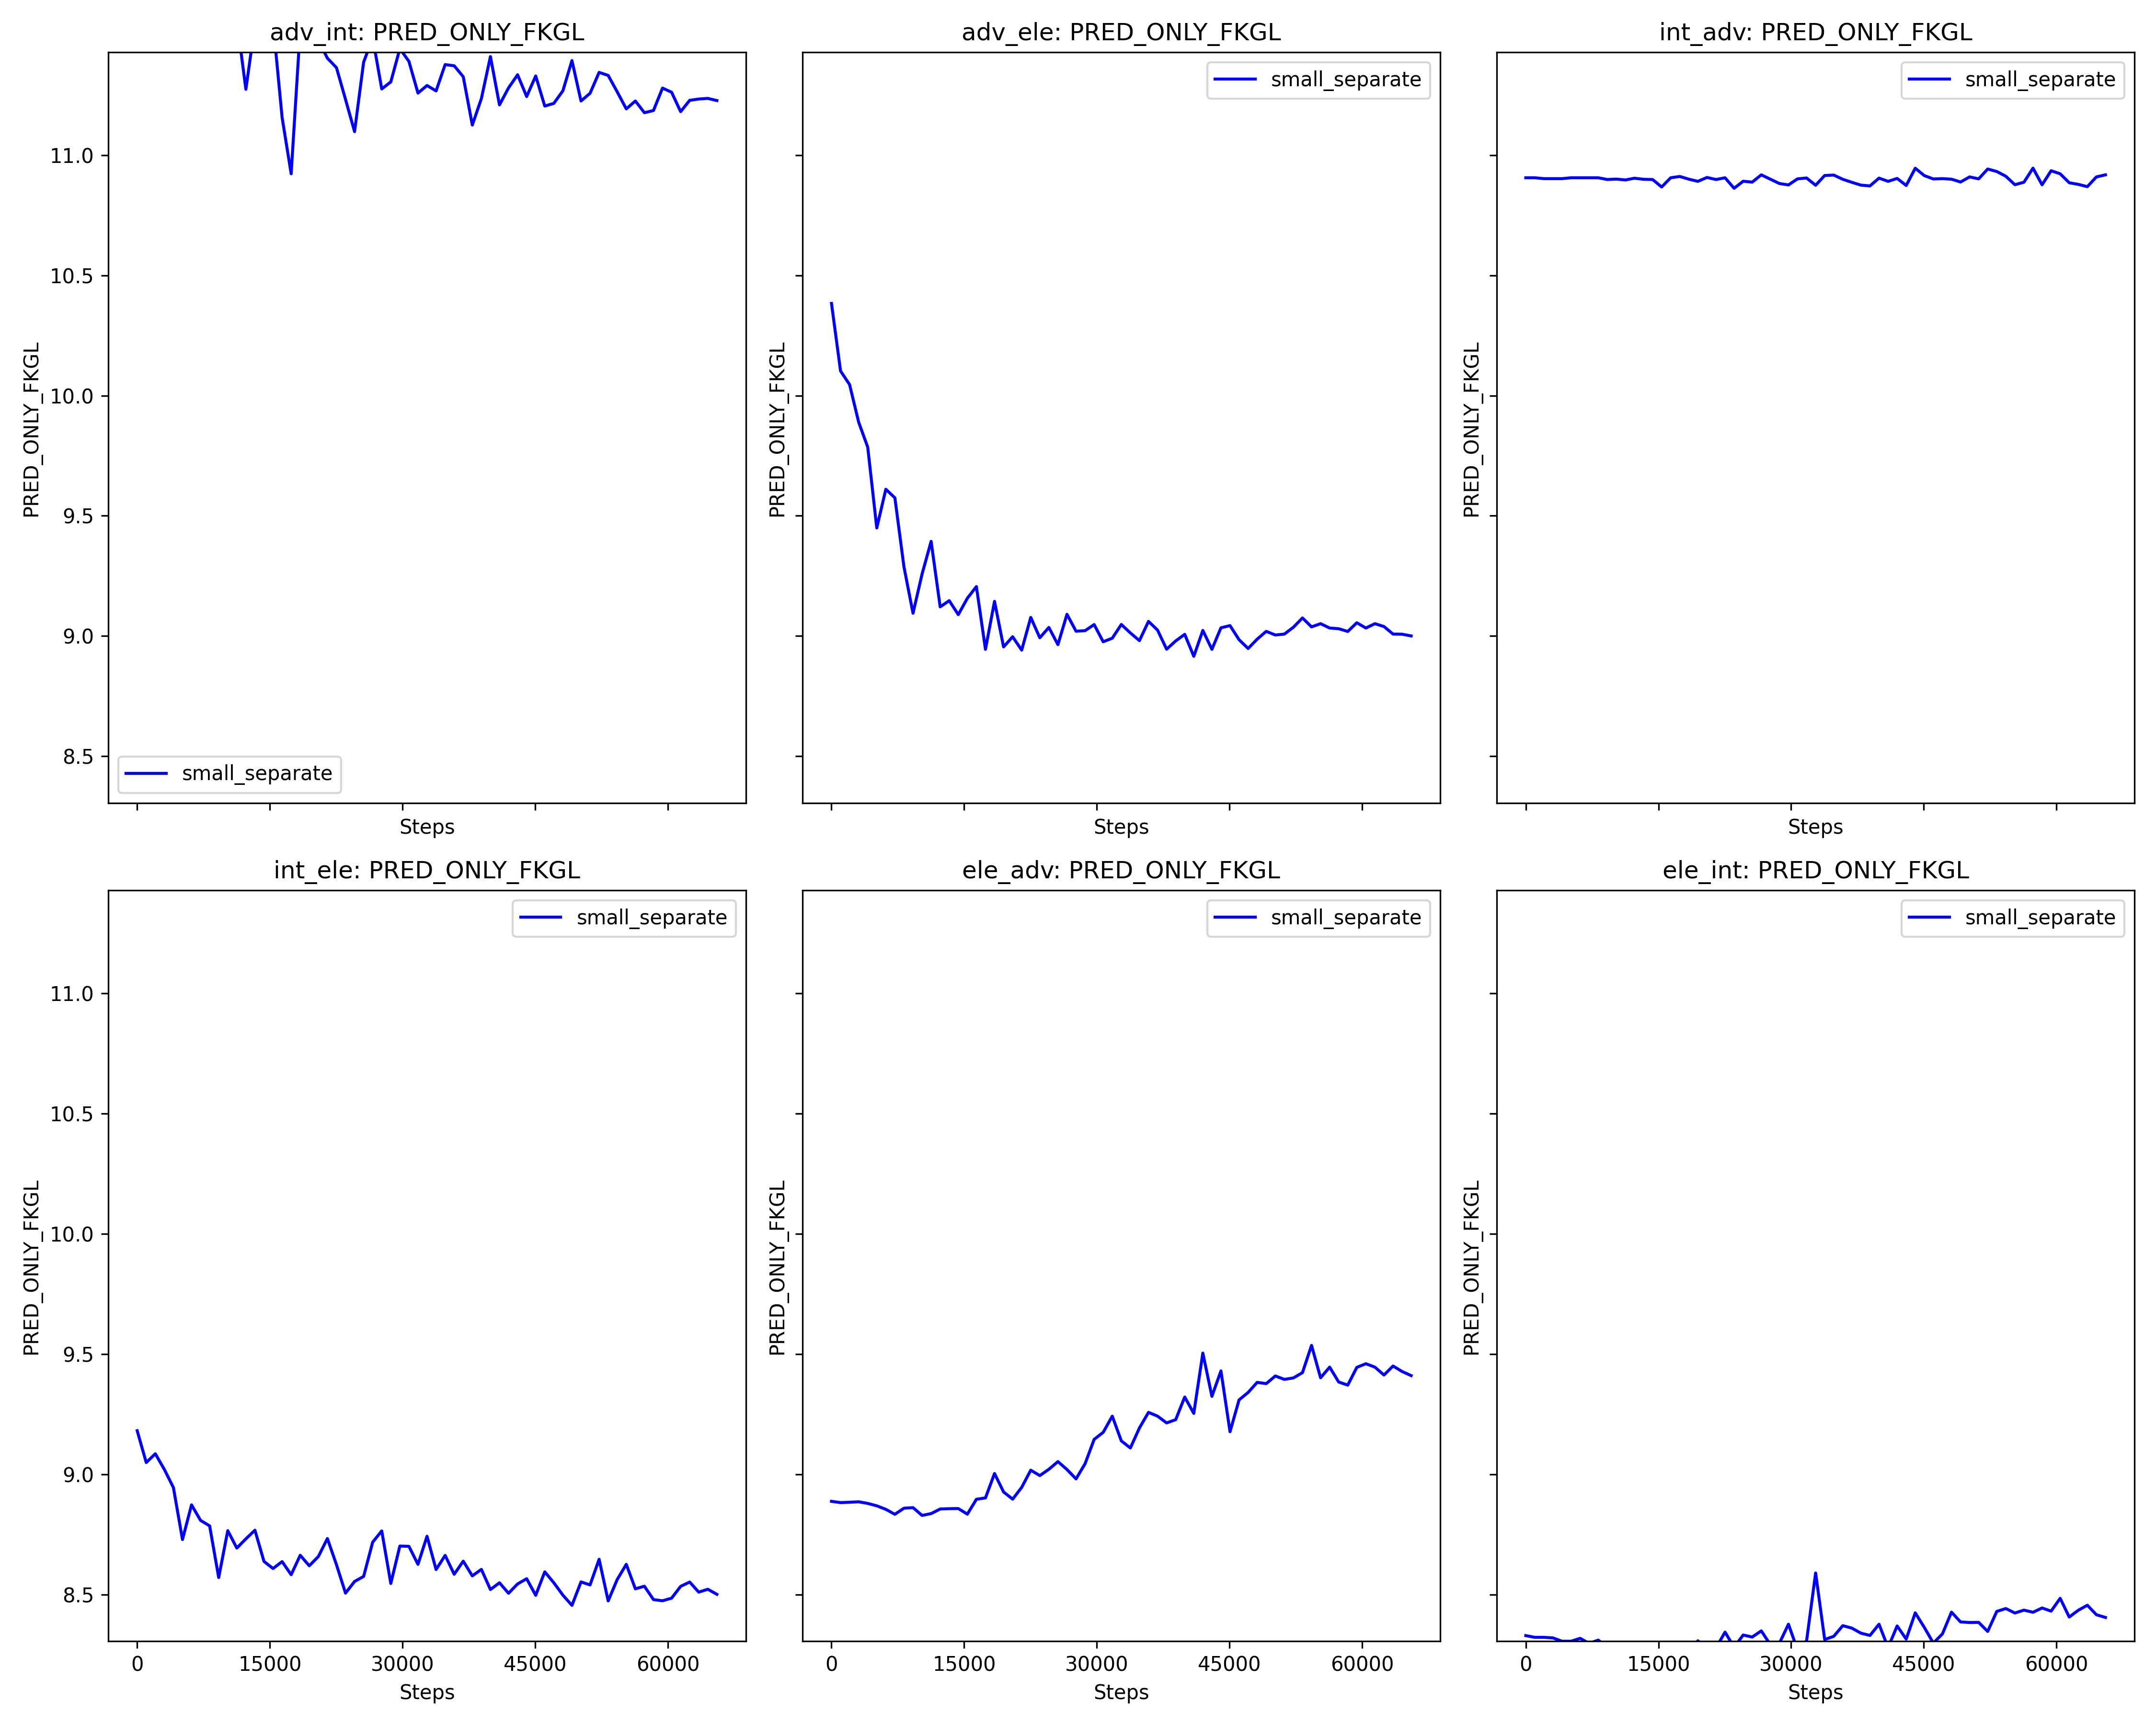 adv_int: PRED_ONLY_FKGL
adv_ele: PRED_ONLY_FKGL
int_adv: PRED_ONLY_FKGL
PRED_ONLY_FKGL
11.0
10.5
10.0
9.5
9.0
8.5
small_separate
Steps
PRED_ONLY_FKGL
small_separate
Steps
PRED_ONLY_FKGL
small_separate
Steps
int_ele: PRED_ONLY_FKGL
ele_adv: PRED_ONLY_FKGL
ele_int: PRED_ONLY_FKGL
PRED_ONLY_FKGL
11.0
10.5
10.0
9.5
9.0
8.5
small_separate
0 15000 30000 45000 60000
Steps
PRED_ONLY_FKGL
small_separate
0 15000 30000 45000 60000
Steps
PRED_ONLY_FKGL
small_separate
0 15000 30000 45000 60000
Steps